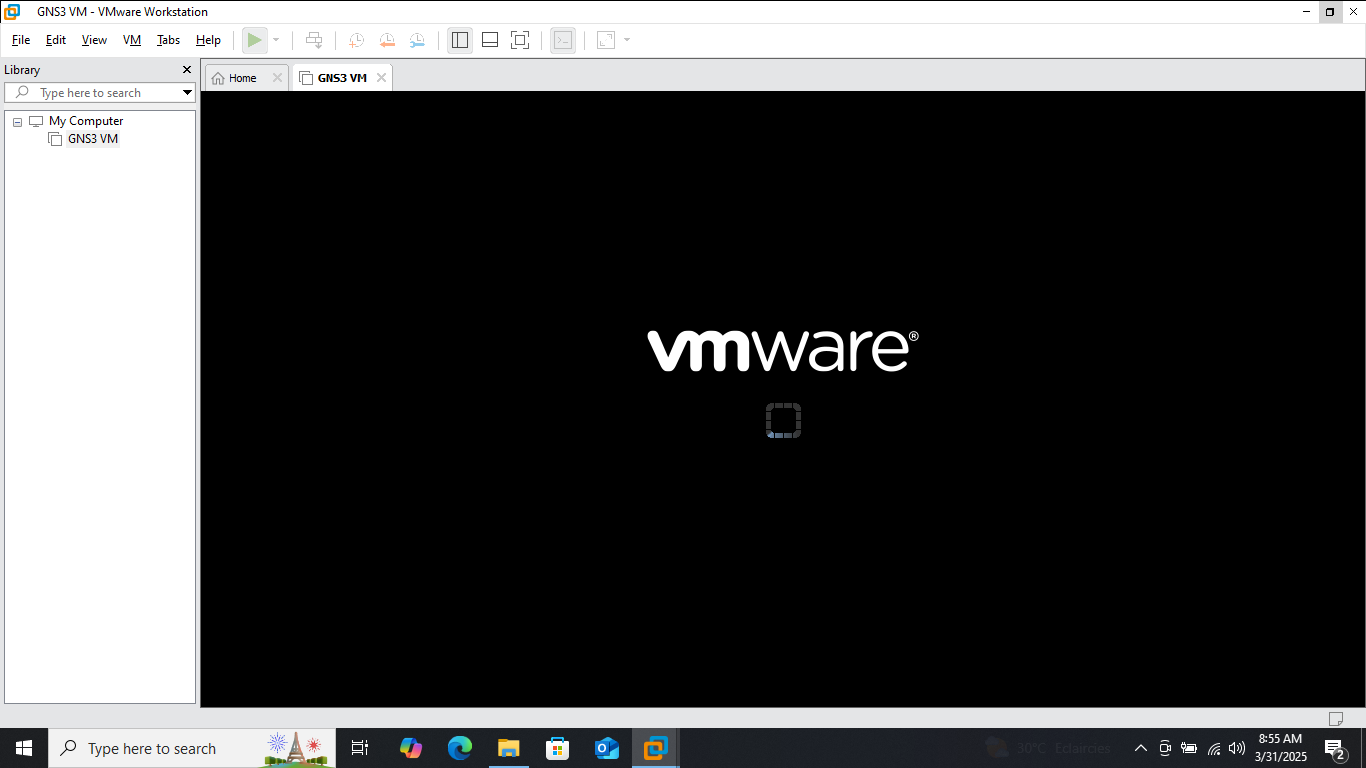 GNS3 VM - VMware Workstation
File Edit View VM Tabs Help
Library
Home
GNS3 VM
Type here to search
My Computer
GNS3 VM
vmware®
Type here to search
30°C Eclaircies
8:55 AM
3/31/2025
2